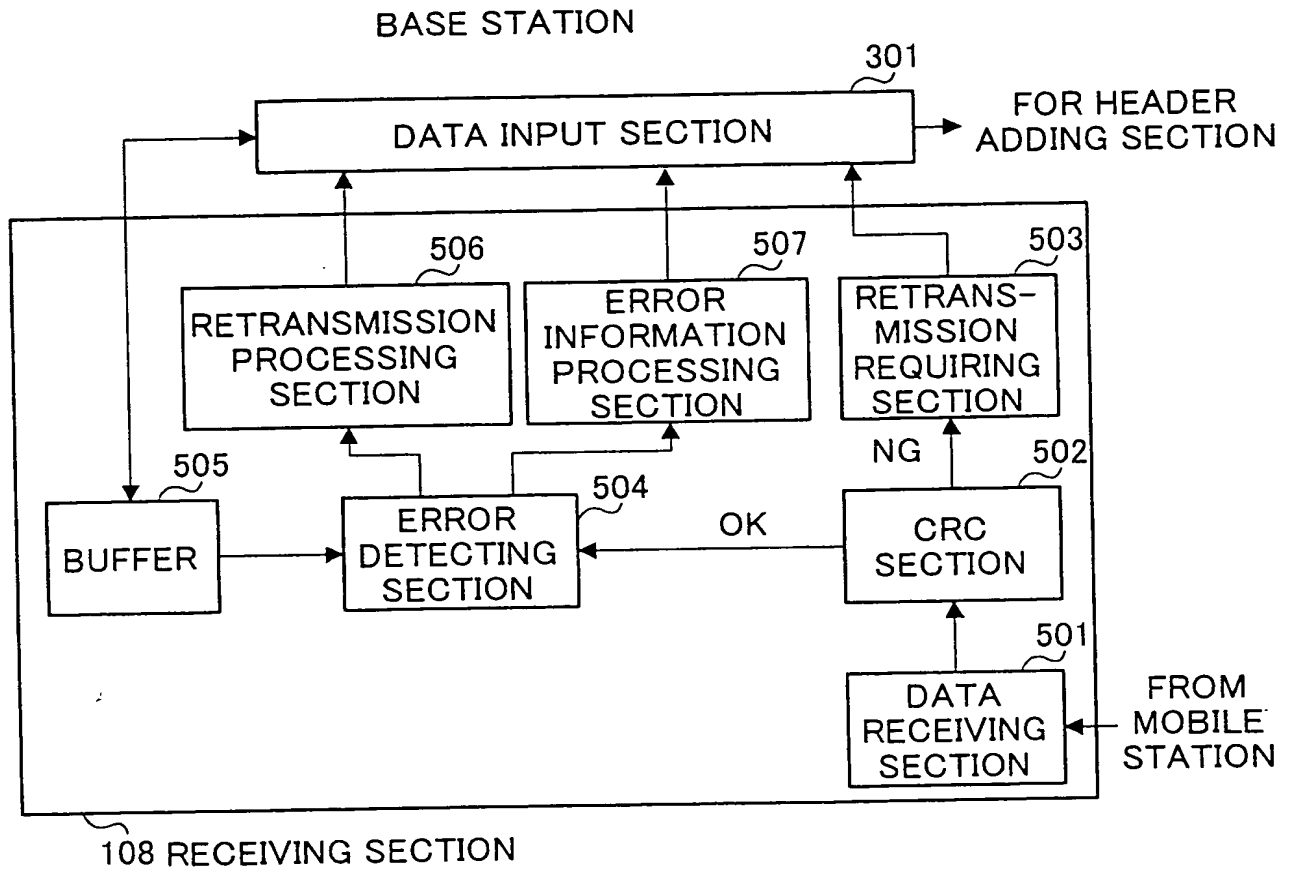 BASE STATION
301
DATA INPUT SECTION
FOR HEADER
ADDING SECTION
506
RETRANSMISSION
PROCESSING
SECTION
507
ERROR
INFORMATION
PROCESSING
SECTION
503
RETRANS-
MISSION
REQUIRING
SECTION
NG
505
BUFFER
504
ERROR
DETECTING
SECTION
OK
502
CRC
SECTION
501
DATA
RECEIVING
SECTION
FROM
MOBILE
STATION
108 RECEIVING SECTION